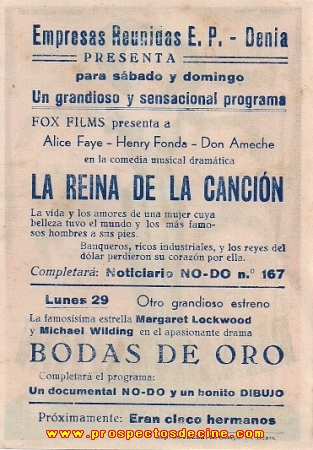 Empresas Reunidas E. P. - Denia
PRESENTA
para sábado y domingo
Un grandioso y sensacional programa
FOX FILMS presenta a
Alice Faye - Henry Fonda - Don Ameche
en la comedia musical dramática
LA REINA DE LA CANCIÓN
La vida y los amores de una mujer cuya
belleza tuvo el mundo y los más famo-
sos hombres a sus pies.
Banqueros, ricos industriales, y los reyes del
dólar perdieron su corazón por ella.
Completará: Noticiario NO-DO n.º 167
Lunes 29 Otro grandioso estreno
La famosísima estrella Margaret Lockwood
y Michael Wilding en el apasionante drama
BODAS DE ORO
Completará el programa:
Un documental NO-DO y un bonito DIBUJO
Próximamente: Eran cinco hermanos
www.prospectosdecine.com